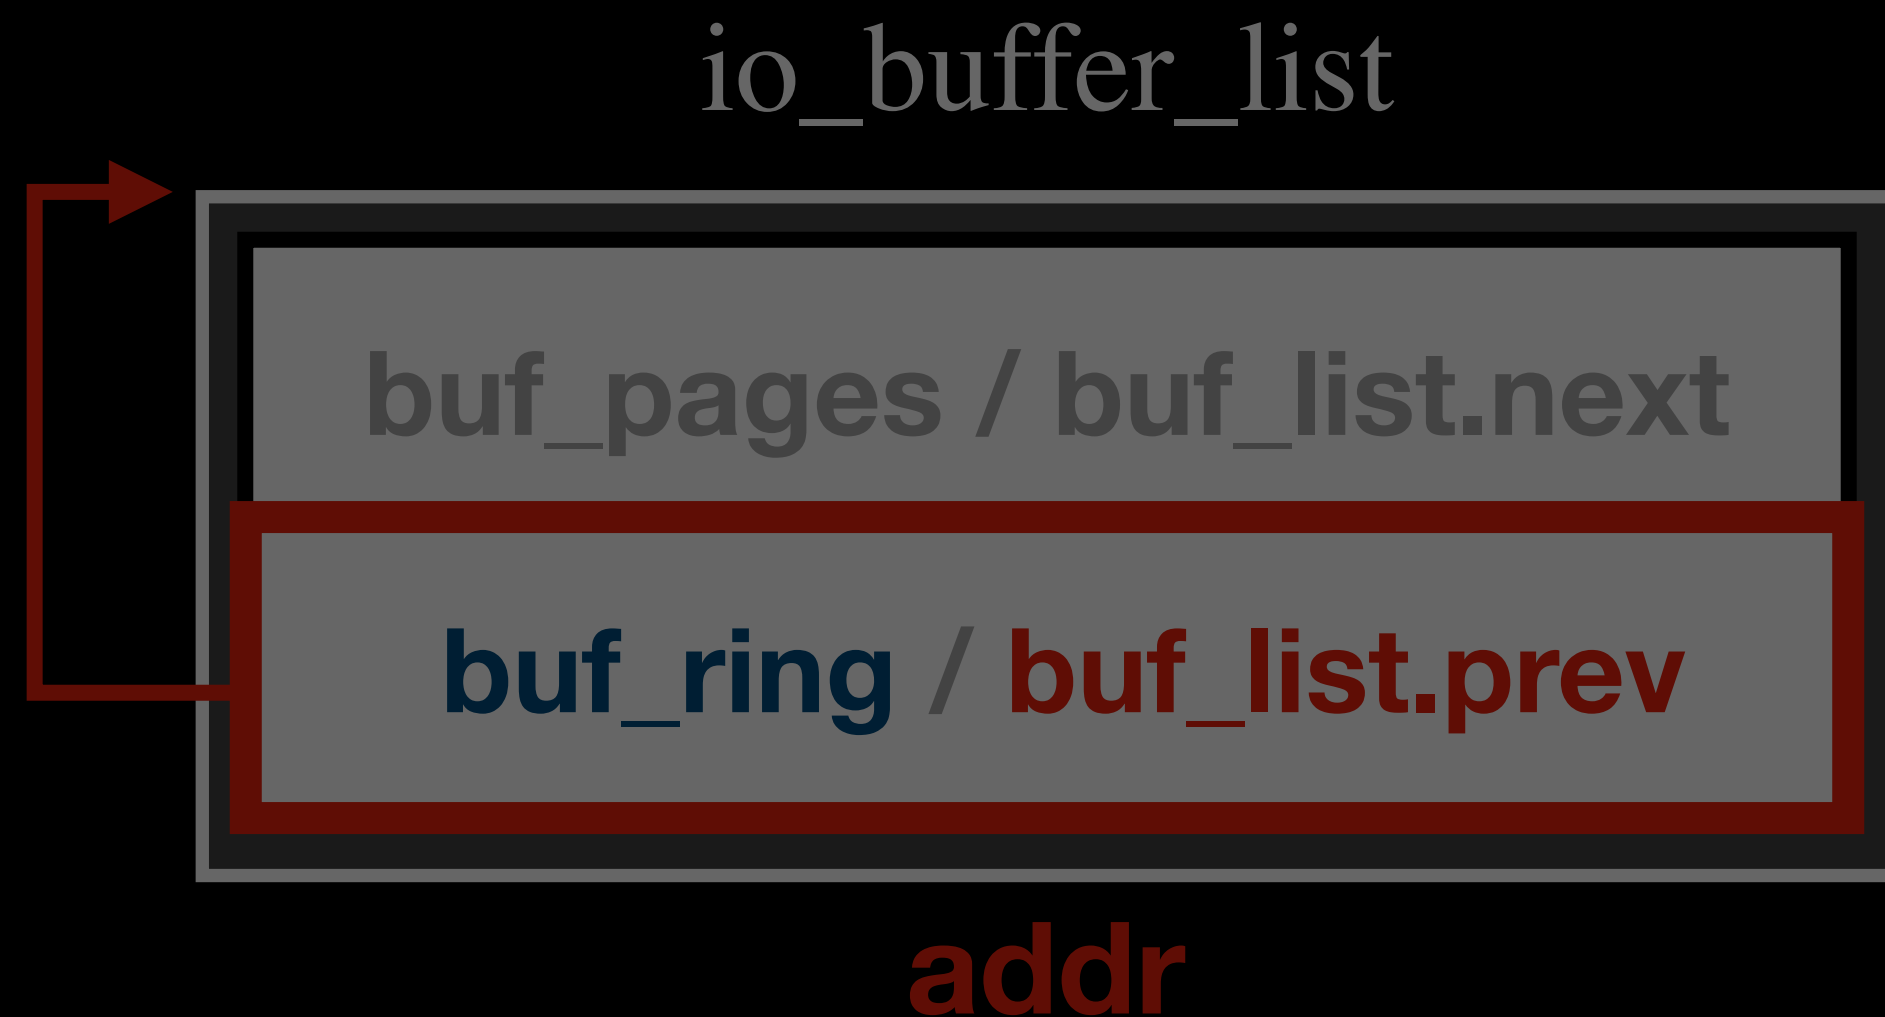 io_buffer_list
buf_pages / buf_list.next
buf_ring / buf_list.prev
addr